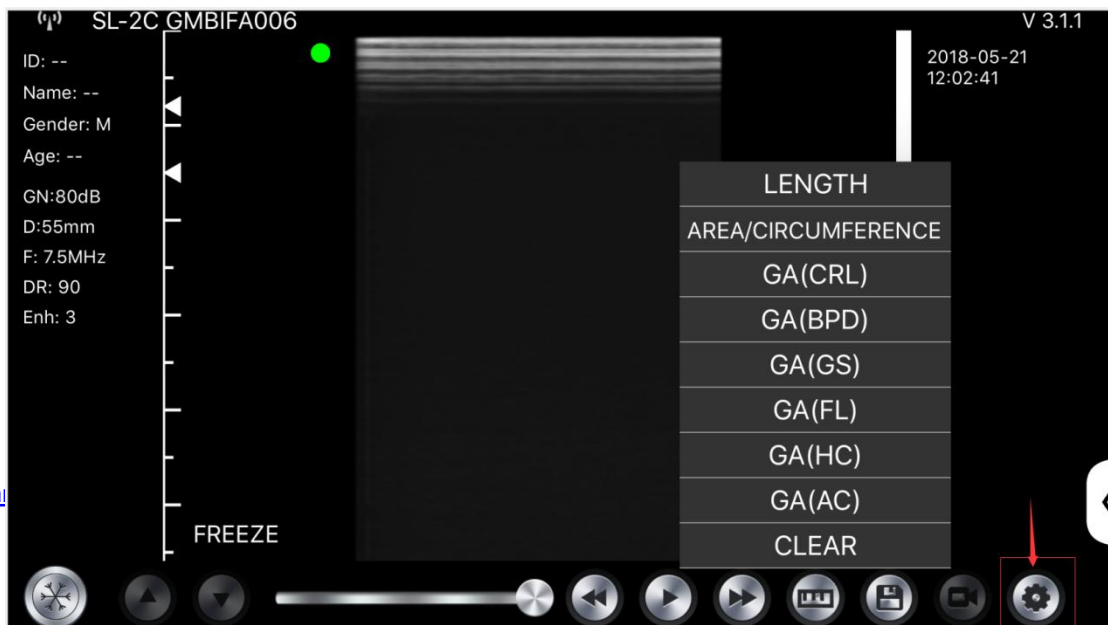 SL-2C GMBIFA006
V 3.1.1
2018-05-21
12:02:41
ID: --
Name: --
Gender: M
Age: --
GN:80dB
D:55mm
F: 7.5MHz
DR: 90
Enh: 3
LENGTH
AREA/CIRCUMFERENCE
GA(CRL)
GA(BPD)
GA(GS)
GA(FL)
GA(HC)
GA(AC)
CLEAR
FREEZE